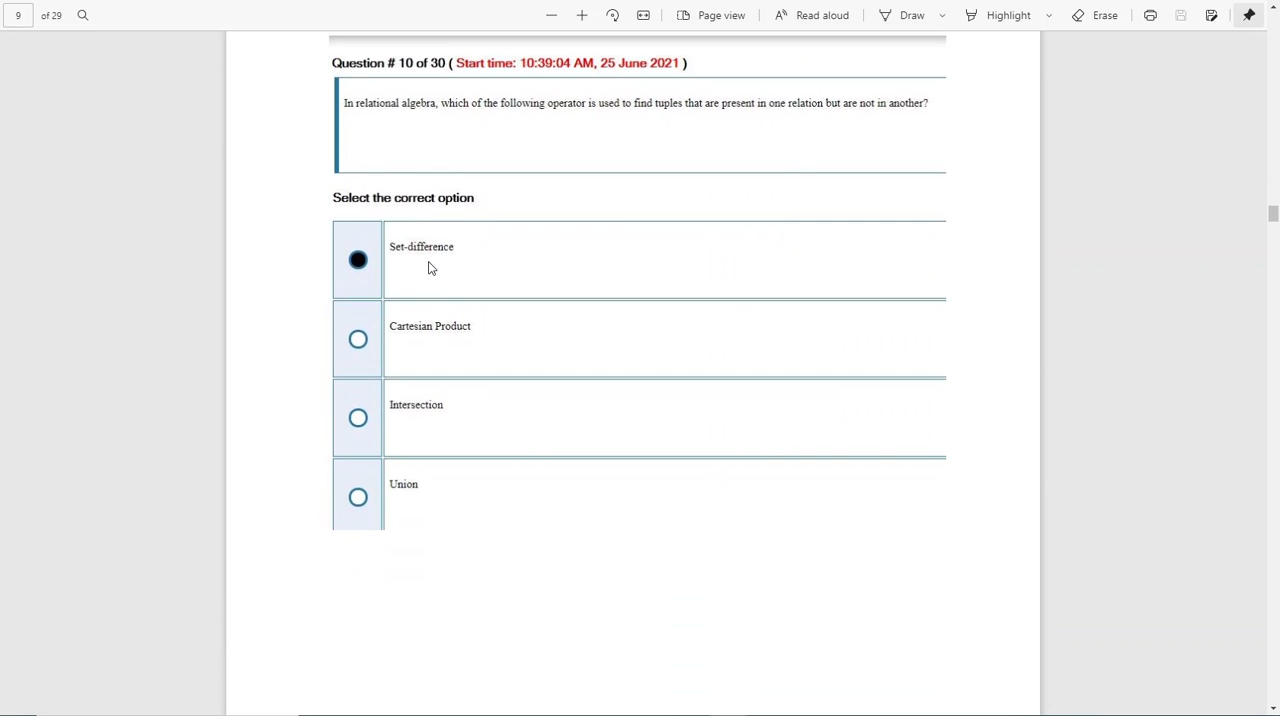 9 of 29 Page view Read aloud Draw Highlight Erase
Question # 10 of 30 ( Start time: 10:39:04 AM, 25 June 2021 )
In relational algebra, which of the following operator is used to find tuples that are present in one relation but are not in another?
Select the correct option
Set-difference
Cartesian Product
Intersection
Union